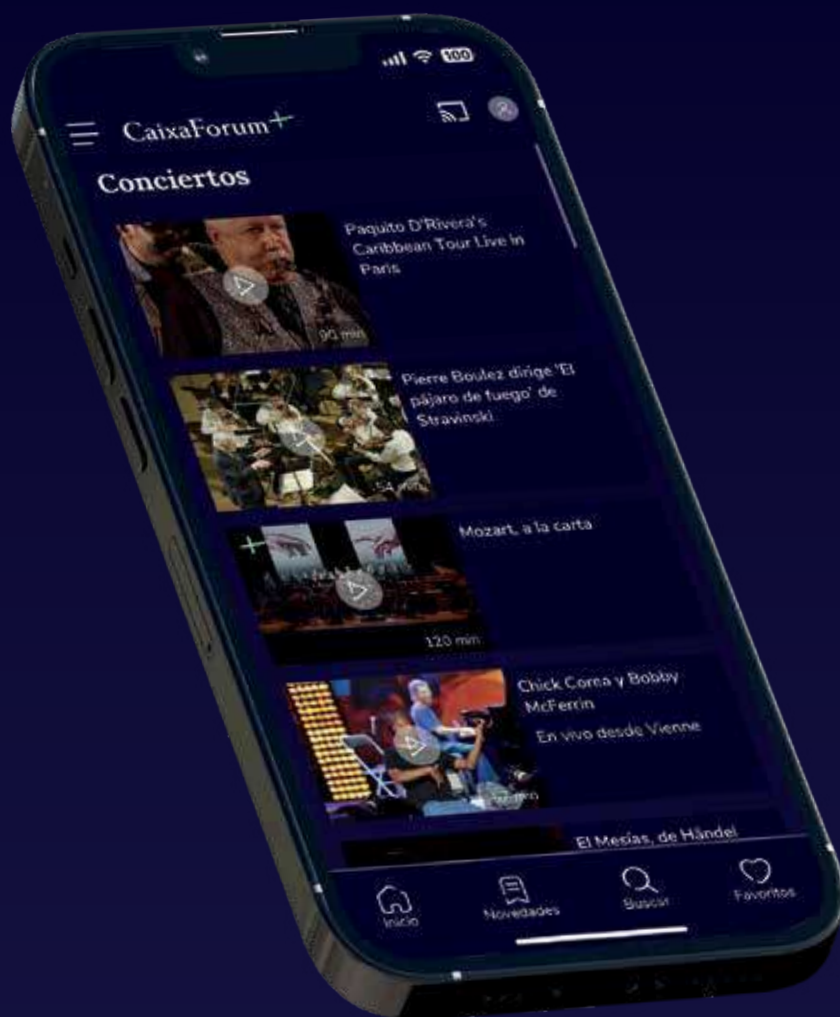 100
CaixaForum+
Conciertos
Paquito D'Rivera's
Caribbean Tour Live in
Paris
90 min
Pierre Boulez dirige 'El
pájaro de fuego' de
Stravinski
Mozart, a la carta
120 min
Chick Corea y Bobby
McFerrin
En vivo desde Vienne
El Mesías, de Händel
Inicio
Novedades
Buscar
Favoritos